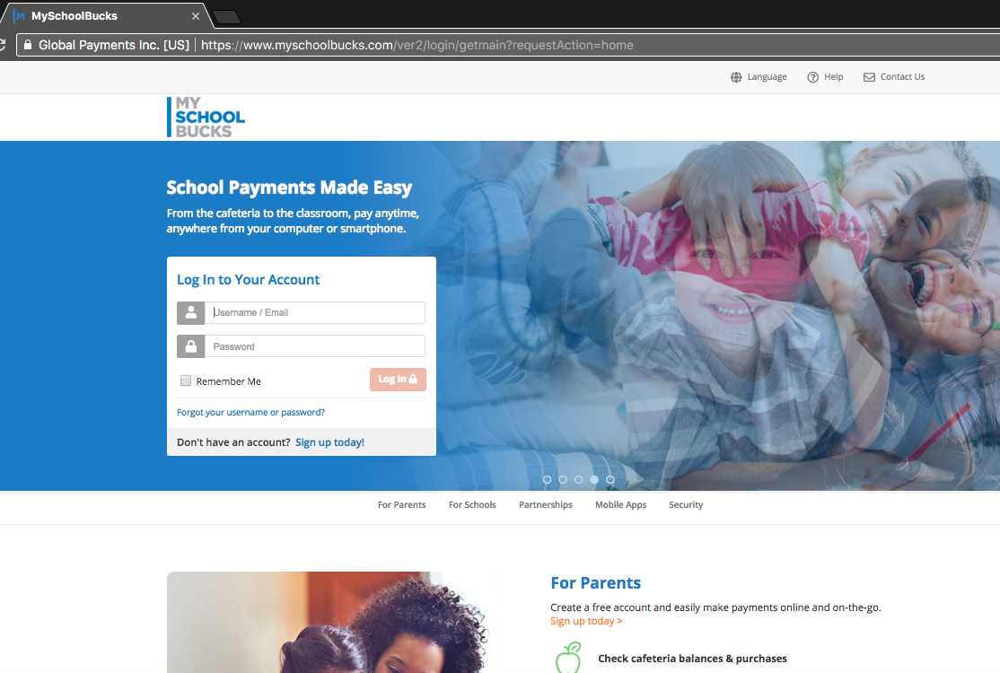 MySchoolBucks
Global Payments Inc. [US] | https://www.myschoolbucks.com/ver2/login/getmain?requestAction=home
Language Help Contact Us
MY
SCHOOL
BUCKS
School Payments Made Easy
From the cafeteria to the classroom, pay anytime,
anywhere from your computer or smartphone.
Log In to Your Account
Username / Email
Password
Remember Me Log In
Forgot your username or password?
Don't have an account? Sign up today!
For Parents For Schools Partnerships Mobile Apps Security
For Parents
Create a free account and easily make payments online and on-the-go.
Sign up today >
Check cafeteria balances & purchases